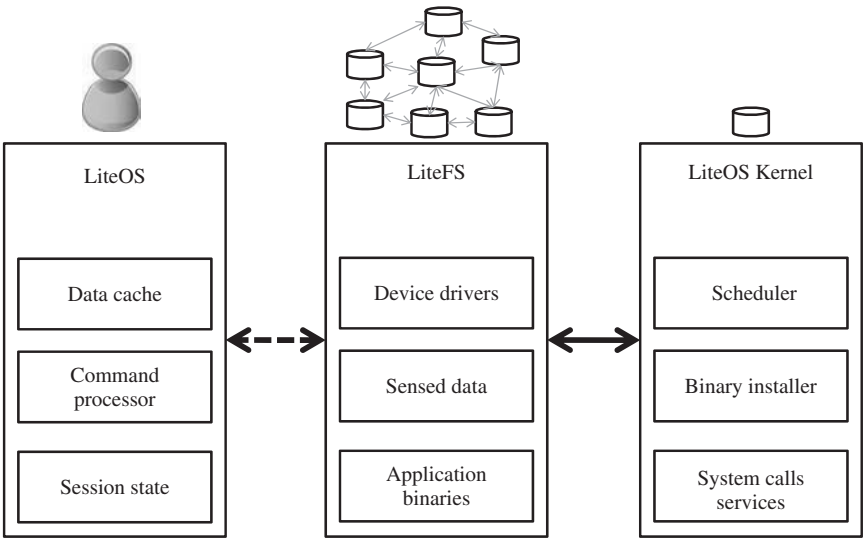 LiteOS
Data cache
Command
processor
Session state
LiteFS
Device drivers
Sensed data
Application
binaries
LiteOS Kernel
Scheduler
Binary installer
System calls
services